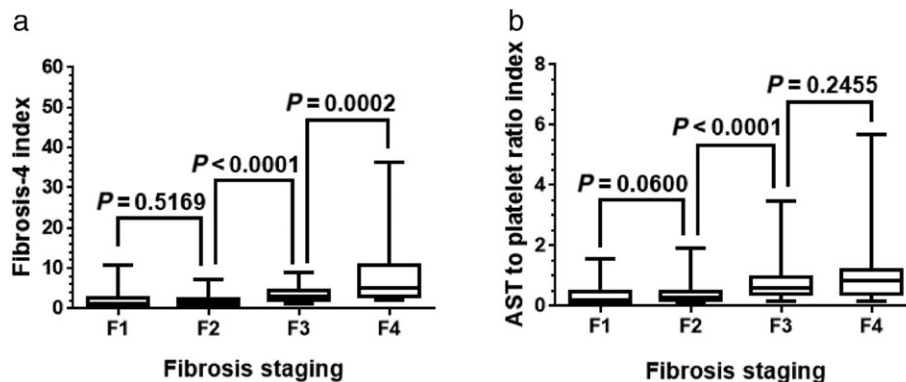 a
Fibrosis-4 index
60
50
40
30
20
10
0
P = 0.5169
P < 0.0001
P = 0.0002
F1 F2 F3 F4
Fibrosis staging
b
AST to platelet ratio index
8
6
4
2
0
P = 0.0600
P < 0.0001
P = 0.2455
F1 F2 F3 F4
Fibrosis staging